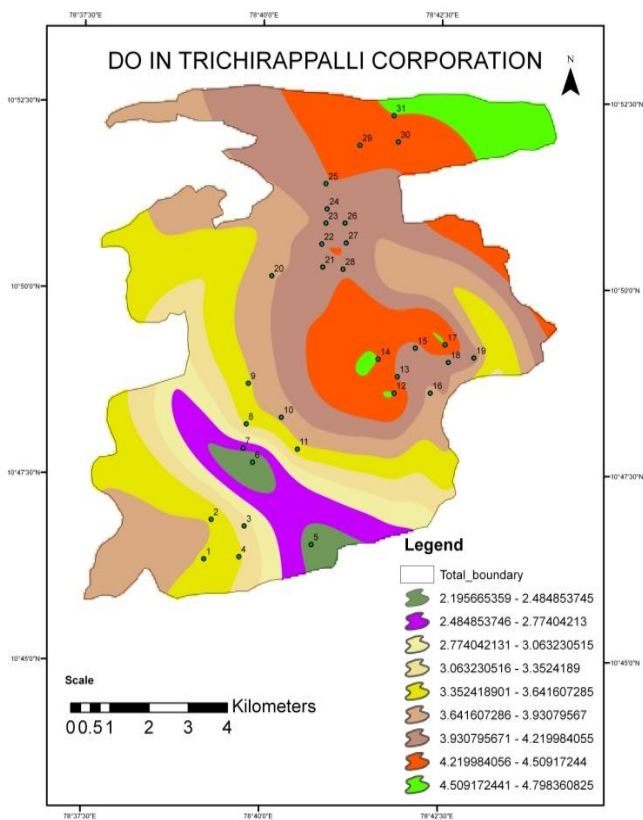 78°37'30"E 78°40'0"E 78°42'30"E
DO IN TRICHIRAPPALLI CORPORATION
N
10°52'30"N 10°52'30"N
31
29 30
25
24
23 26
22 27
21 28
20
10°50'0"N 10°50'0"N
17
15
14 18 19
13
9 12 16
10
8
11
7
6
10°47'30"N 10°47'30"N
2 3
5
1 4
Legend
Total_boundary
2.195665359 - 2.484853745
2.484853746 - 2.77404213
2.774042131 - 3.063230515
3.063230516 - 3.3524189
3.352418901 - 3.641607285
3.641607286 - 3.93079567
3.930795671 - 4.219984055
4.219984056 - 4.50917244
4.509172441 - 4.798360825
10°45'0"N 10°45'0"N
Scale
Kilometers
0 0.5 1 2 3 4
78°37'30"E 78°40'0"E 78°42'30"E